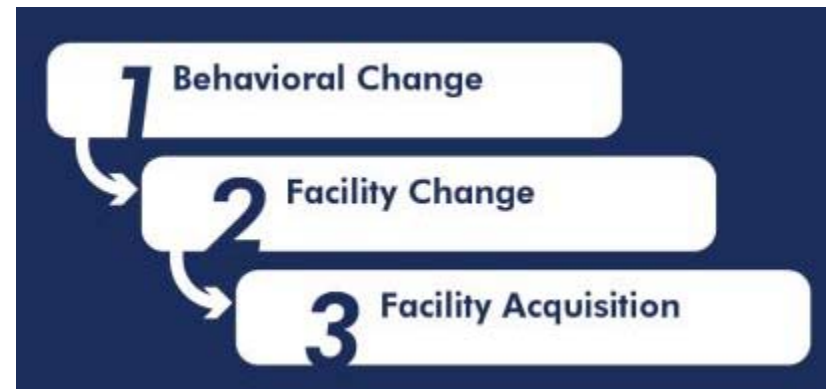 1 Behavioral Change
2 Facility Change
3 Facility Acquisition